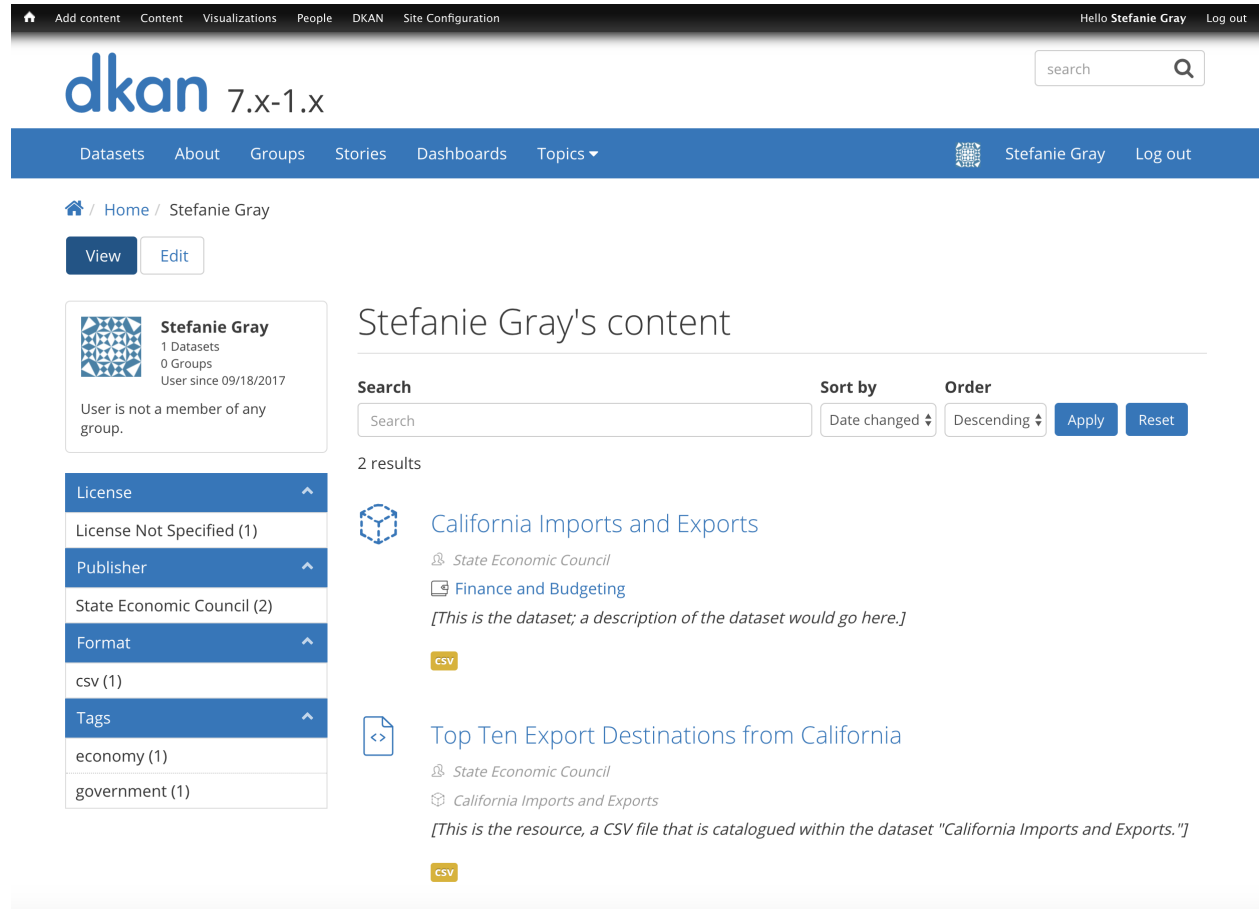 Add content Content Visualizations People DKAN Site Configuration Hello Stefanie Gray Log out
dkan 7.x-1.x
search
Datasets About Groups Stories Dashboards Topics Stefanie Gray Log out
/ Home / Stefanie Gray
View Edit
Stefanie Gray
1 Datasets
0 Groups
User since 09/18/2017
User is not a member of any
group.
License
License Not Specified (1)
Publisher
State Economic Council (2)
Format
csv (1)
Tags
economy (1)
government (1)
Stefanie Gray's content
Search Sort by Order
Search Date changed Descending Apply Reset
2 results
California Imports and Exports
State Economic Council
Finance and Budgeting
[This is the dataset; a description of the dataset would go here.]
csv
Top Ten Export Destinations from California
State Economic Council
California Imports and Exports
[This is the resource, a CSV file that is catalogued within the dataset "California Imports and Exports."]
csv